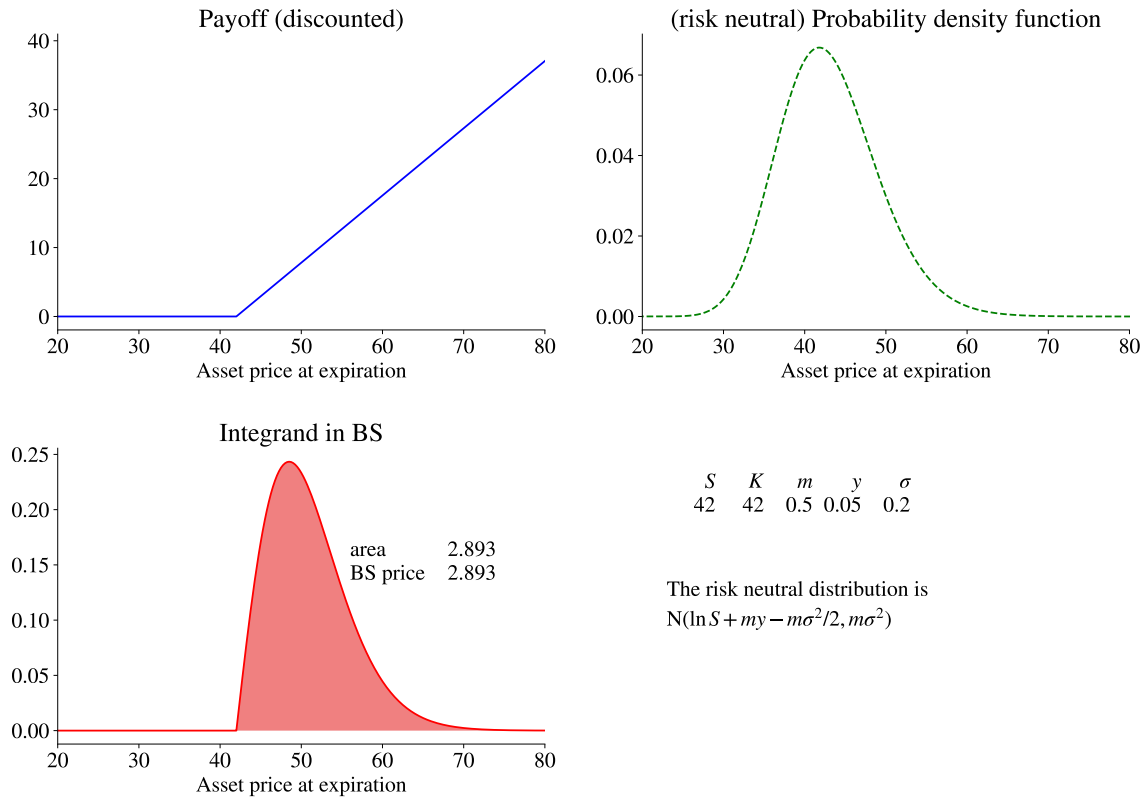 Payoff (discounted)
40
30
20
10
0
20 30 40 50 60 70 80
Asset price at expiration
(risk neutral) Probability density function
0.06
0.04
0.02
0.00
20 30 40 50 60 70 80
Asset price at expiration
Integrand in BS
0.25
0.20
0.15
0.10
0.05
0.00
area 2.893
BS price 2.893
20 30 40 50 60 70 80
Asset price at expiration
S K m y σ
42 42 0.5 0.05 0.2
The risk neutral distribution is
N(ln S + my − mσ²/2, mσ²)